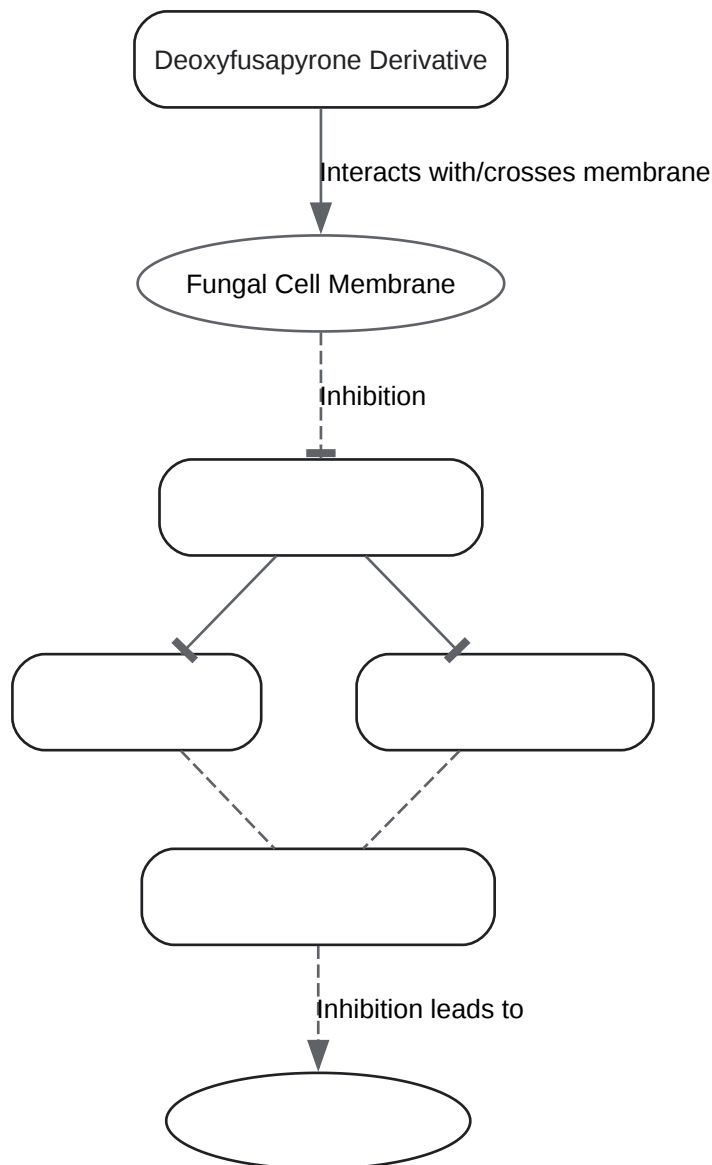 Deoxyfusapyrone Derivative
Interacts with/crosses membrane
Fungal Cell Membrane
Inhibition
Inhibition leads to